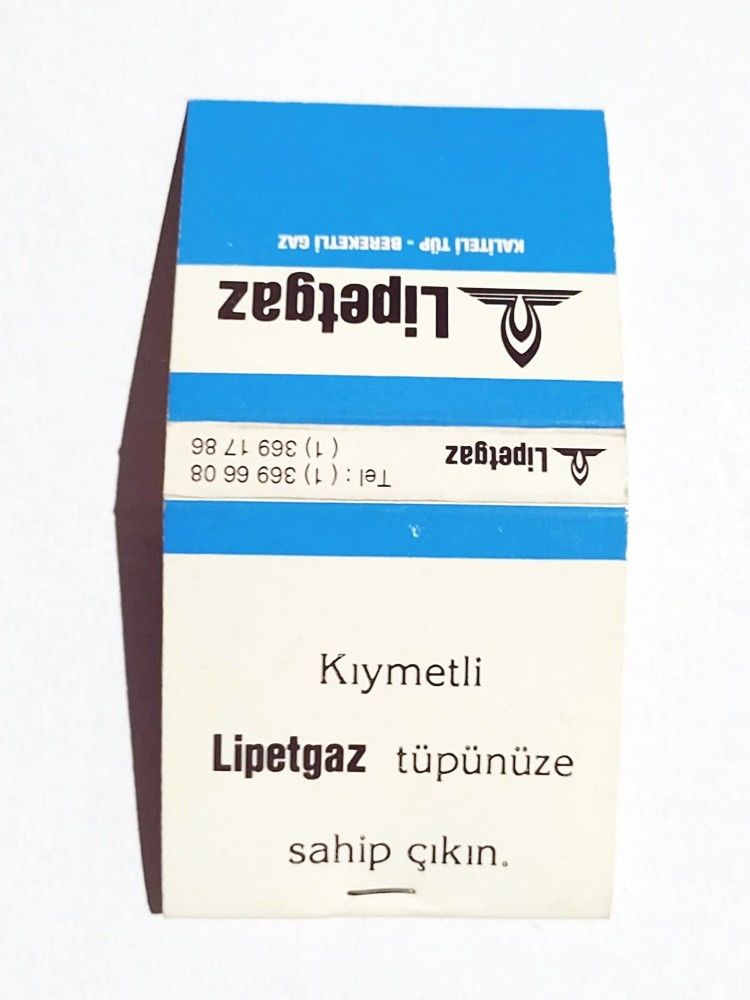 KALİTELİ TÜP - BEREKETLİ GAZ
Lipetgaz
Lipetgaz
Tel : ( 1) 369 66 08
( 1) 369 17 86
Kıymetli
Lipetgaz tüpünüze
sahip çıkın.